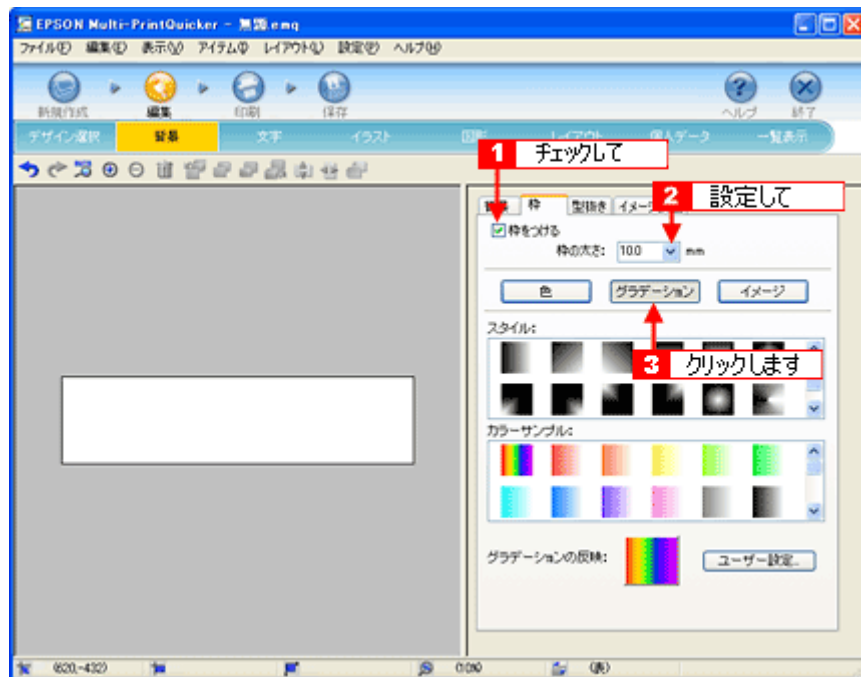 EPSON Multi-PrintQuicker - 無題.emq
ファイル(F) 編集(E) 表示(V) アイテム(I) レイアウト(L) 設定(P) ヘルプ(H)
新規作成 編集 印刷 保存 ヘルプ 終了
デザイン選択 背景 文字 イラスト 図形 レイアウト 個人データ 一覧表示
1 チェックして
2 設定して
背景 枠 型抜き
枠をつける
枠の太さ: 10.0 mm
色 グラデーション イメージ
3 クリックします
スタイル:
カラーサンプル:
グラデーションの反映: ユーザー設定...
(620,-432) (表)